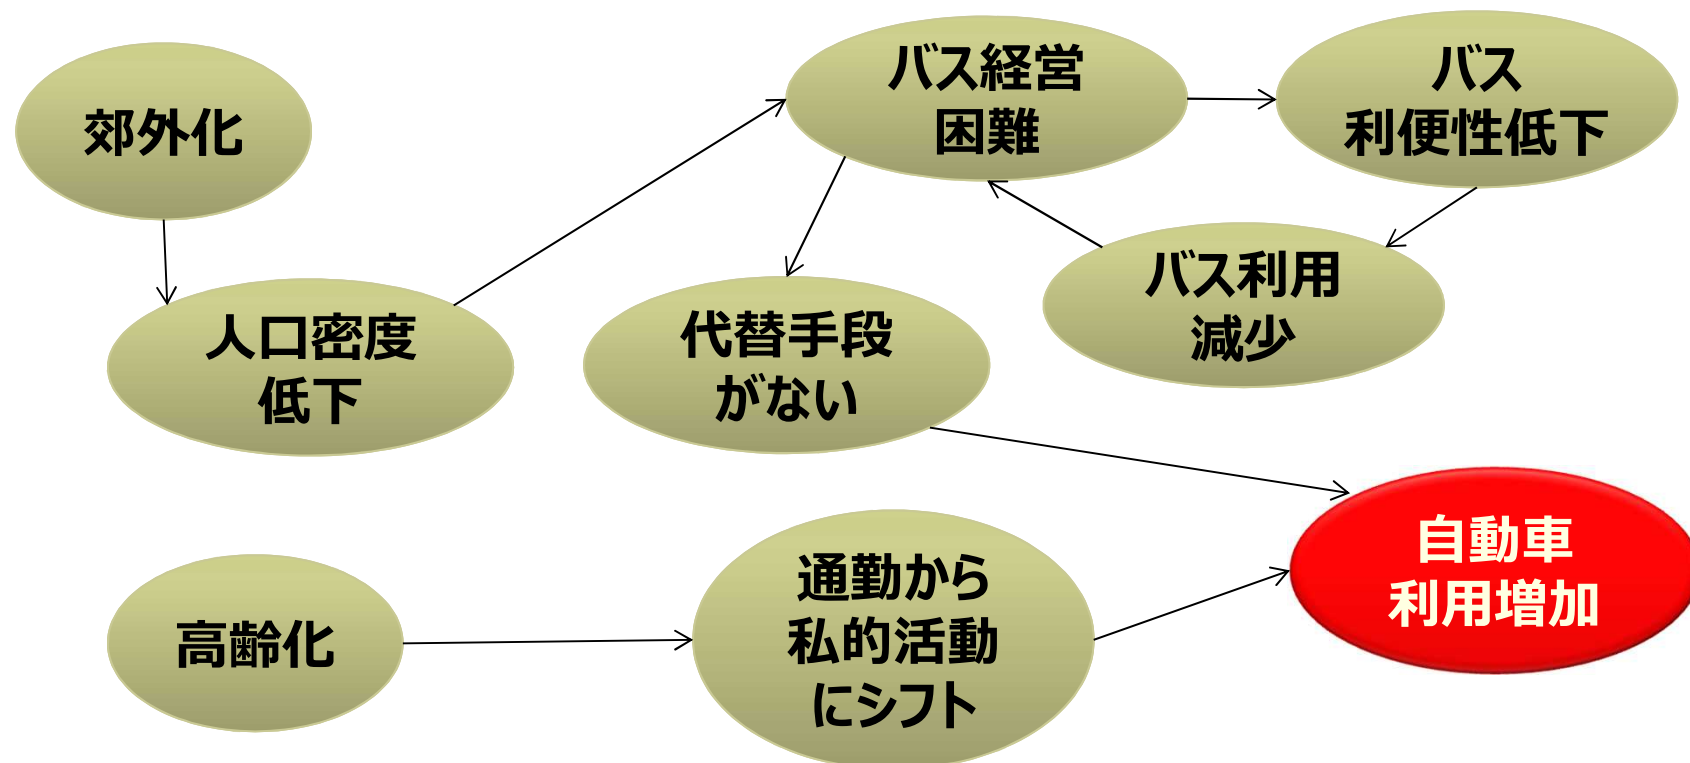 郊外化
人口密度
低下
バス経営
困難
バス
利便性低下
バス利用
減少
代替手段
がない
高齢化
通勤から
私的活動
にシフト
自動車
利用増加